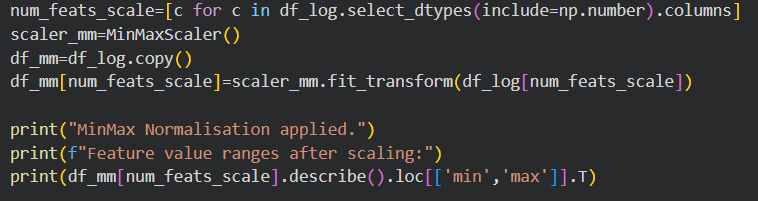 num_feats_scale=[c for c in df_log.select_dtypes(include=np.number).columns]
scaler_mm=MinMaxScaler()
df_mm=df_log.copy()
df_mm[num_feats_scale]=scaler_mm.fit_transform(df_log[num_feats_scale])

print("MinMax Normalisation applied.")
print(f"Feature value ranges after scaling:")
print(df_mm[num_feats_scale].describe().loc[['min','max']].T)